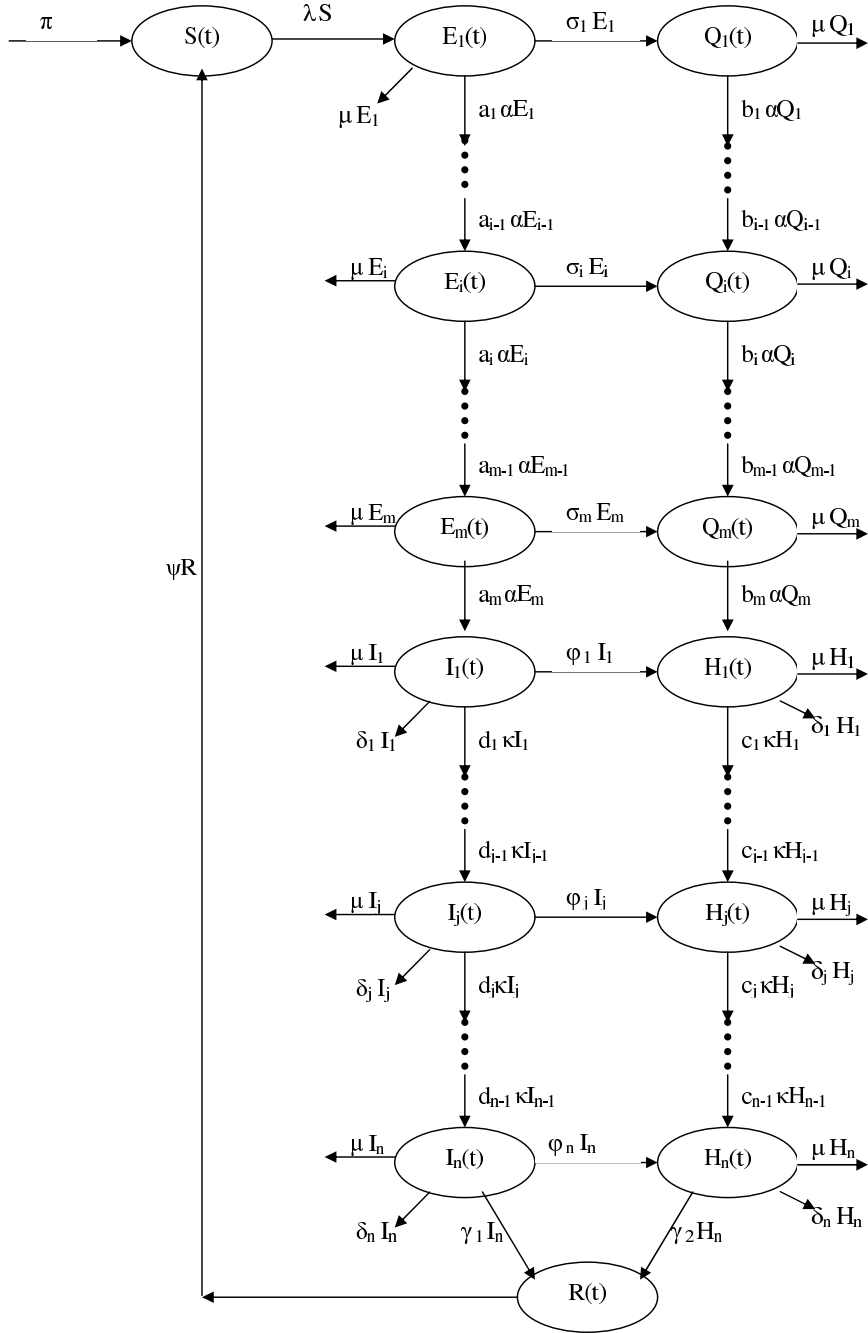 π S(t) λS E₁(t) σ₁ E₁ Q₁(t) μ Q₁
μ E₁ a₁ αE₁ b₁ αQ₁
aᵢ₋₁ αEᵢ₋₁ bᵢ₋₁ αQᵢ₋₁
μ Eᵢ Eᵢ(t) σᵢ Eᵢ Qᵢ(t) μ Qᵢ
aᵢ αEᵢ bᵢ αQᵢ
aₘ₋₁ αEₘ₋₁ bₘ₋₁ αQₘ₋₁
μ Eₘ Eₘ(t) σₘ Eₘ Qₘ(t) μ Qₘ
ψR
aₘ αEₘ bₘ αQₘ
μ I₁ I₁(t) φ₁ I₁ H₁(t) μ H₁
δ₁ I₁ d₁ κI₁ c₁ κH₁ δ₁ H₁
dⱼ₋₁ κIⱼ₋₁ cⱼ₋₁ κHⱼ₋₁
μ Iⱼ Iⱼ(t) φⱼ Iⱼ Hⱼ(t) μ Hⱼ
δⱼ Iⱼ dⱼκIⱼ cⱼ κHⱼ δⱼ Hⱼ
dₙ₋₁ κIₙ₋₁ cₙ₋₁ κHₙ₋₁
μ Iₙ Iₙ(t) φₙ Iₙ Hₙ(t) μ Hₙ
δₙ Iₙ γ₁ Iₙ γ₂ Hₙ δₙ Hₙ
R(t)